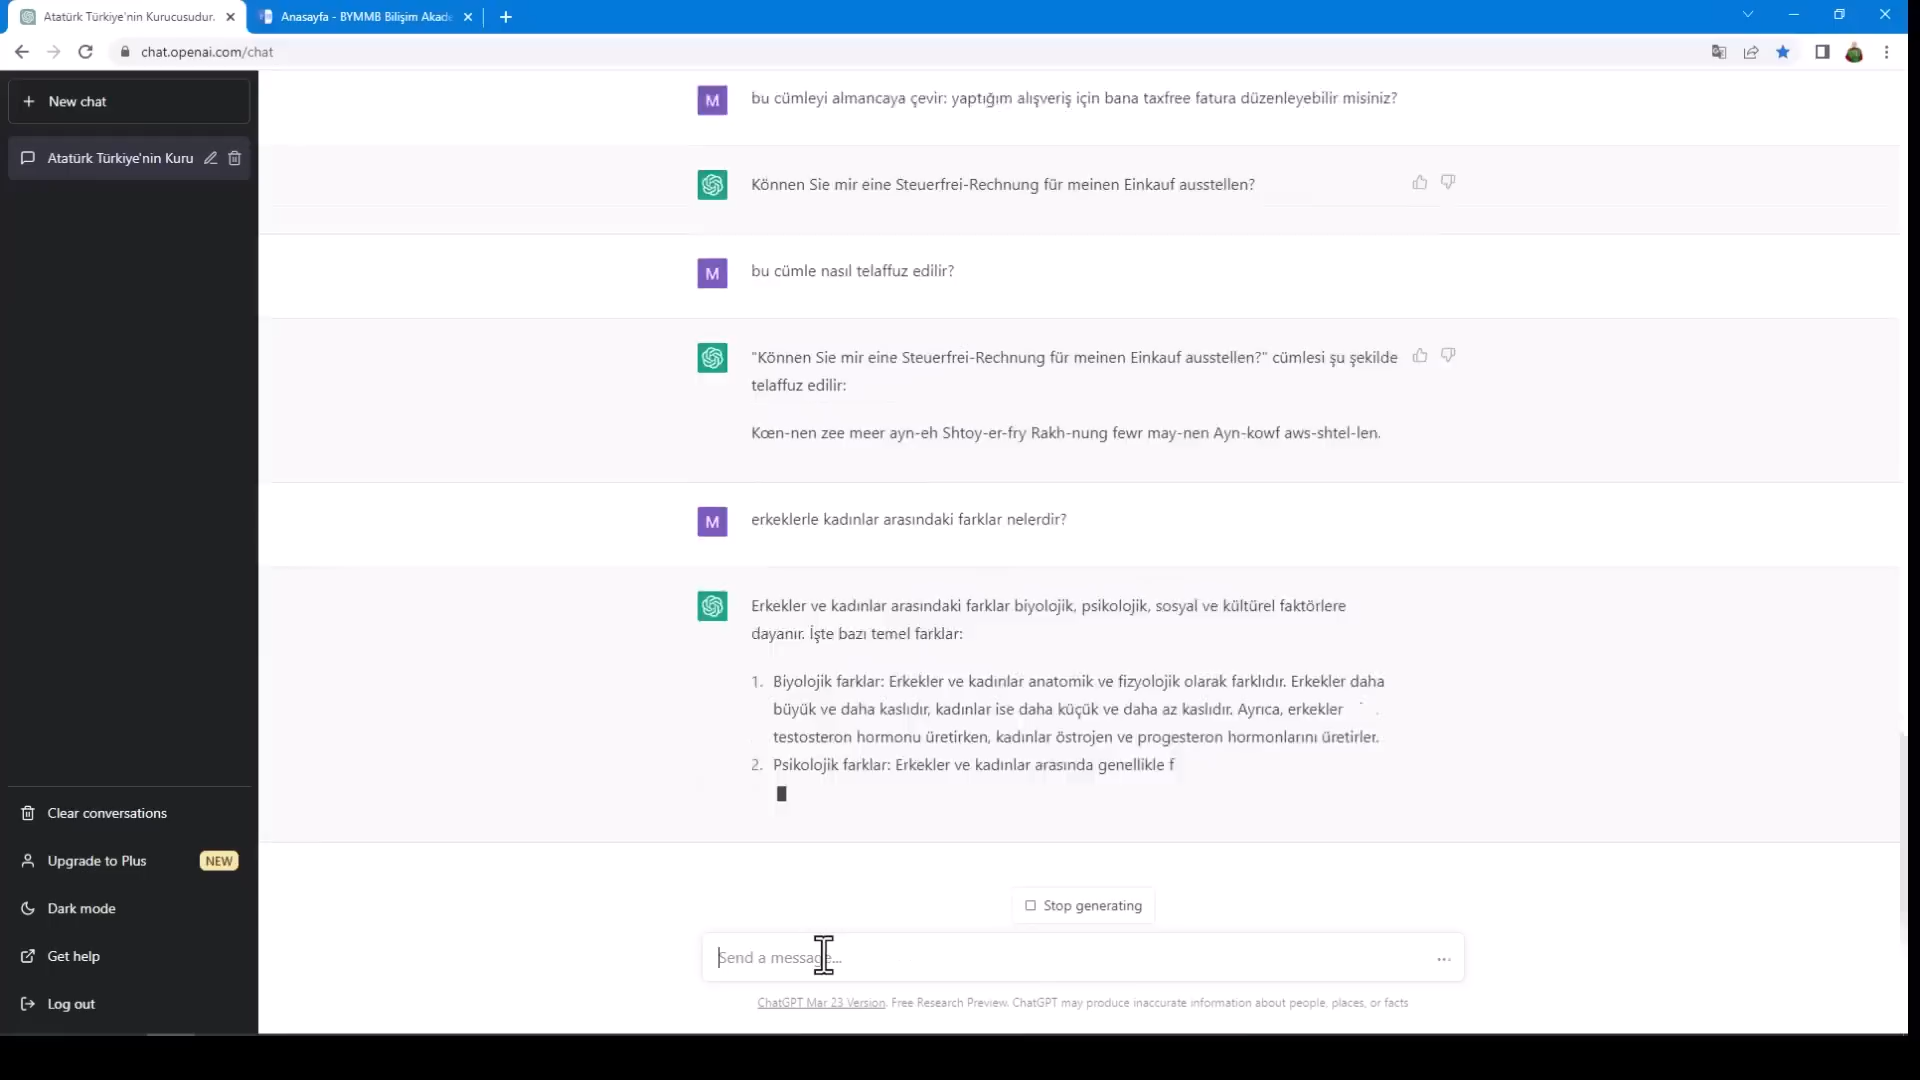 Atatürk Türkiye'nin Kurucusudur.
Anasayfa - BYMMB Bilişim Akade
chat.openai.com/chat
New chat
Atatürk Türkiye'nin Kuru
M
bu cümleyi almancaya çevir: yaptığım alışveriş için bana taxfree fatura düzenleyebilir misiniz?
Können Sie mir eine Steuerfrei-Rechnung für meinen Einkauf ausstellen?
M
bu cümle nasıl telaffuz edilir?
"Können Sie mir eine Steuerfrei-Rechnung für meinen Einkauf ausstellen?" cümlesi şu şekilde
telaffuz edilir:
Kœn-nen zee meer ayn-eh Shtoy-er-fry Rakh-nung fewr may-nen Ayn-kowf aws-shtel-len.
M
erkeklerle kadınlar arasındaki farklar nelerdir?
Erkekler ve kadınlar arasındaki farklar biyolojik, psikolojik, sosyal ve kültürel faktörlere
dayanır. İşte bazı temel farklar:
1. Biyolojik farklar: Erkekler ve kadınlar anatomik ve fizyolojik olarak farklıdır. Erkekler daha
büyük ve daha kaslıdır, kadınlar ise daha küçük ve daha az kaslıdır. Ayrıca, erkekler
testosteron hormonu üretirken, kadınlar östrojen ve progesteron hormonlarını üretirler.
2. Psikolojik farklar: Erkekler ve kadınlar arasında genellikle f
Clear conversations
Upgrade to Plus NEW
Dark mode
Get help
Log out
Stop generating
Send a message...
ChatGPT Mar 23 Version. Free Research Preview. ChatGPT may produce inaccurate information about people, places, or facts